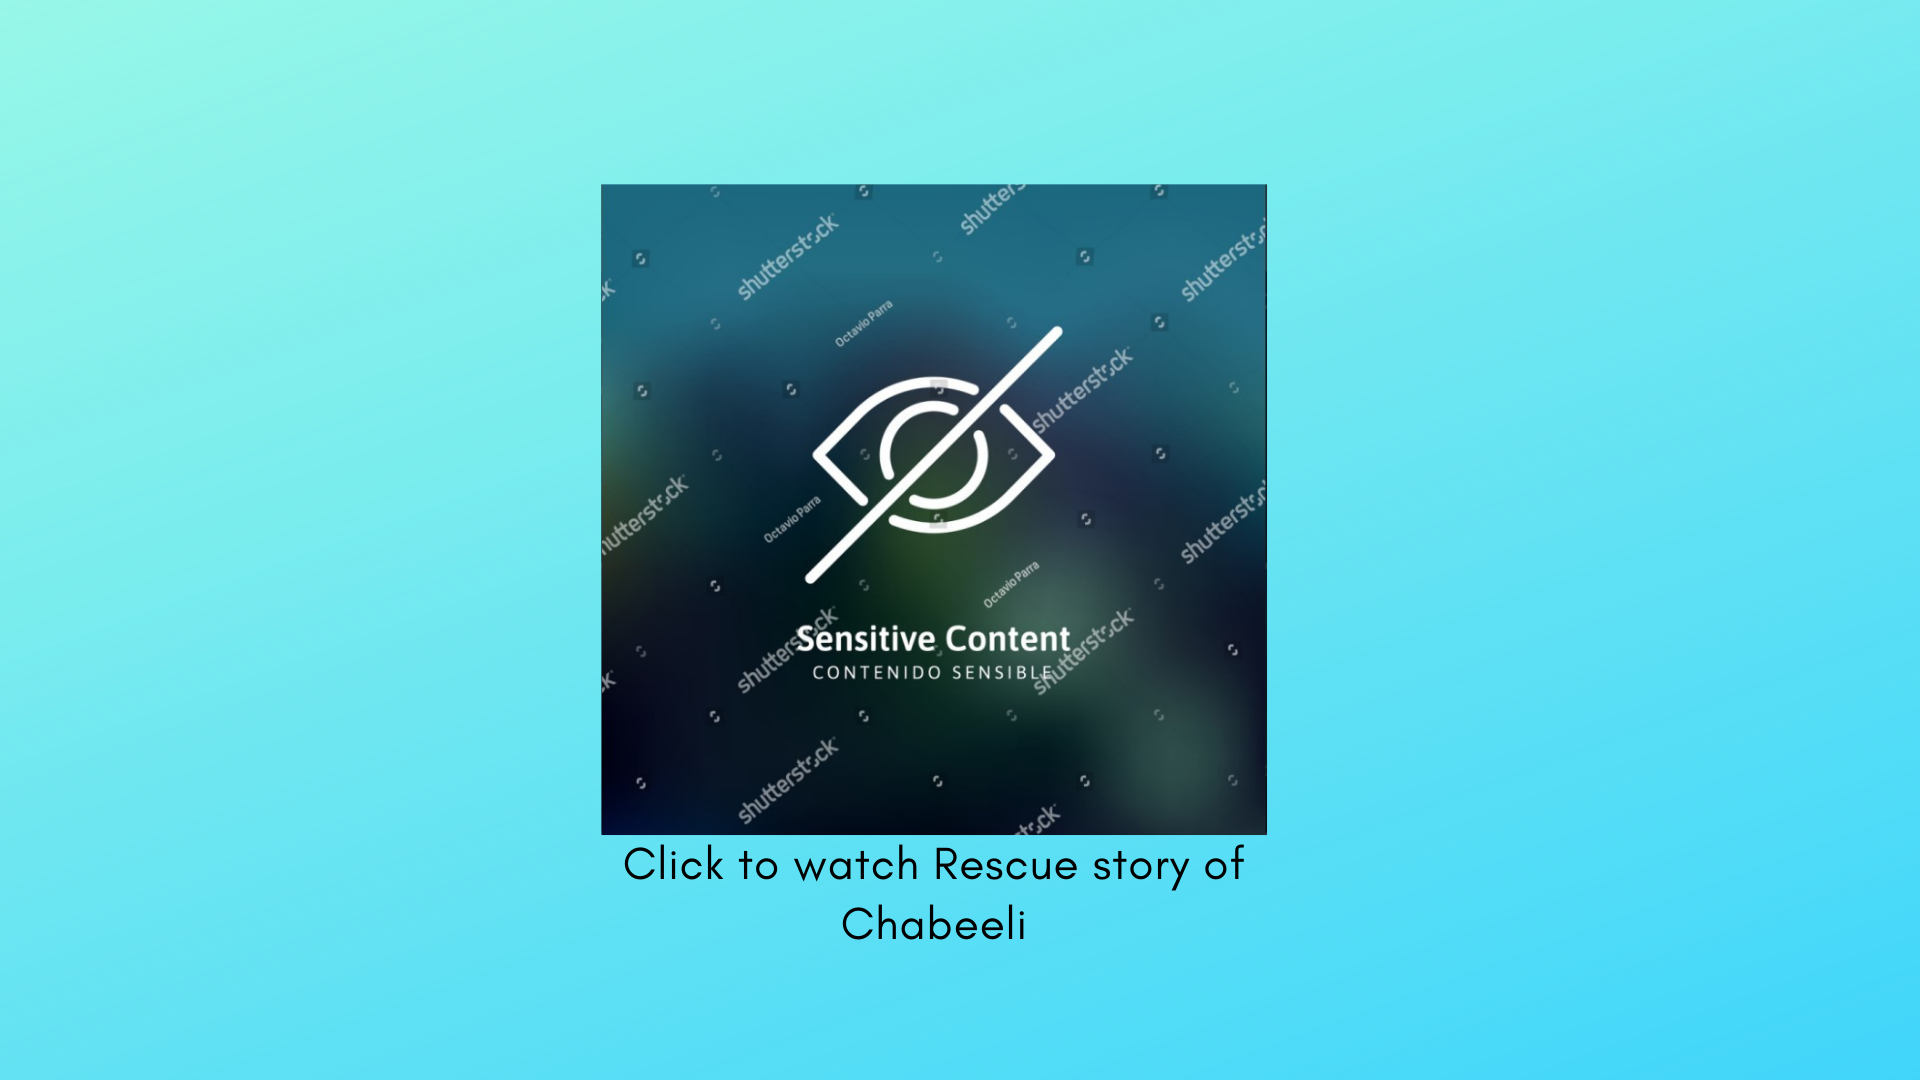 shutterstock
shutterstock
shutterstock
Octavio Parra
shutterstock
shutterstock
Octavio Parra
shutterstock
Octavio Parra
Sensitive Content
CONTENIDO SENSIBLE
shutterstock
shutterstock
shutterstock
Click to watch Rescue story of
Chabeeli